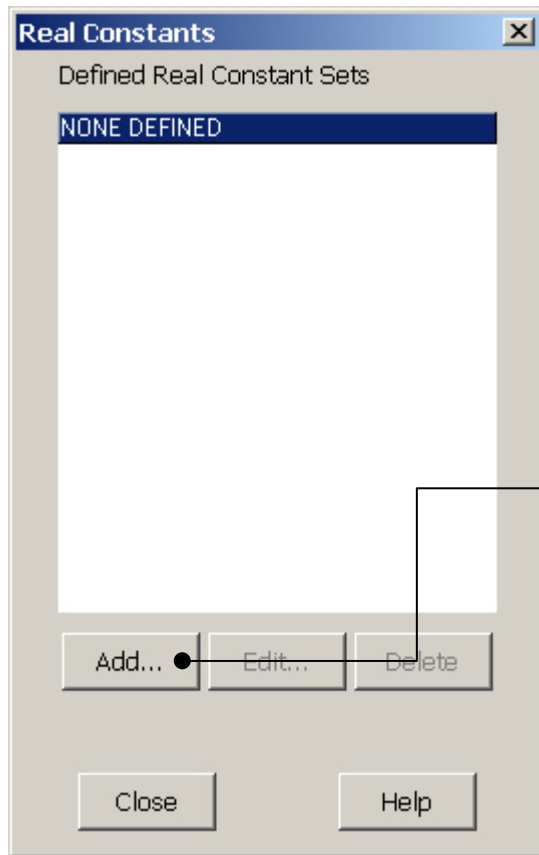 Real Constants
Defined Real Constant Sets
NONE DEFINED
Add... Edit... Delete
Close Help